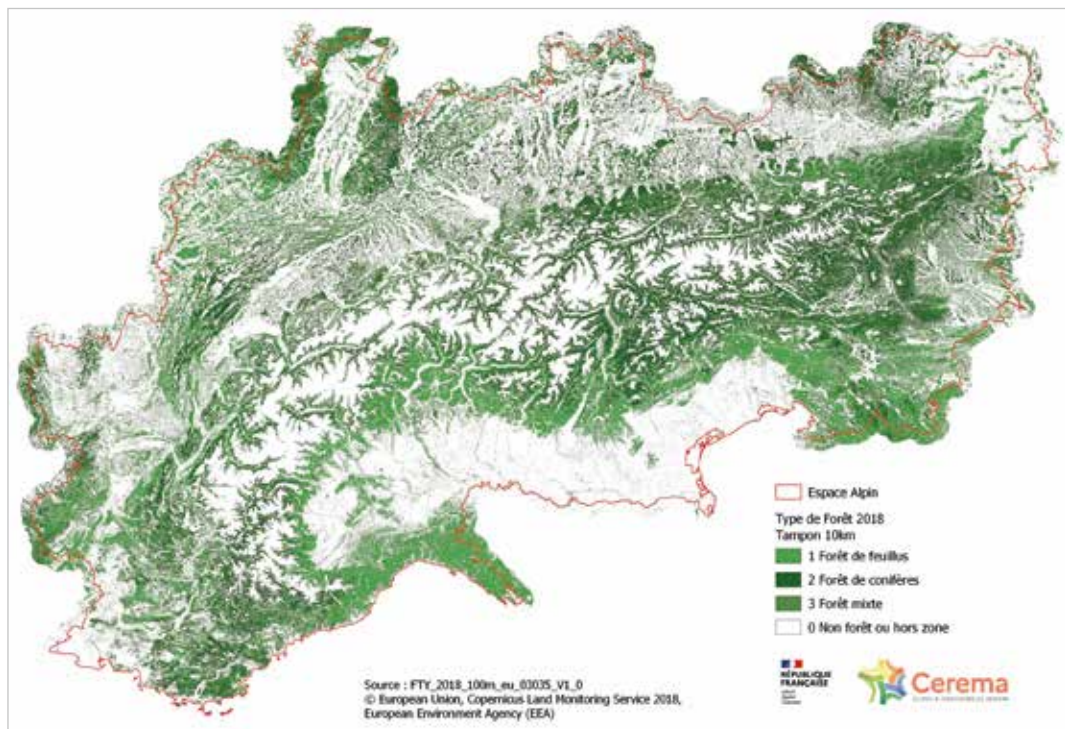 Espace Alpin
Type de Forêt 2018
Tampon 10km
1 Forêt de feuillus
2 Forêt de conifères
3 Forêt mixte
0 Non forêt ou hors zone
Source : FTY_2018_100m_eu_03035_V1_0
© European Union, Copernicus Land Monitoring Service 2018,
European Environment Agency (EEA)
RÉPUBLIQUE
FRANÇAISE
Cerema